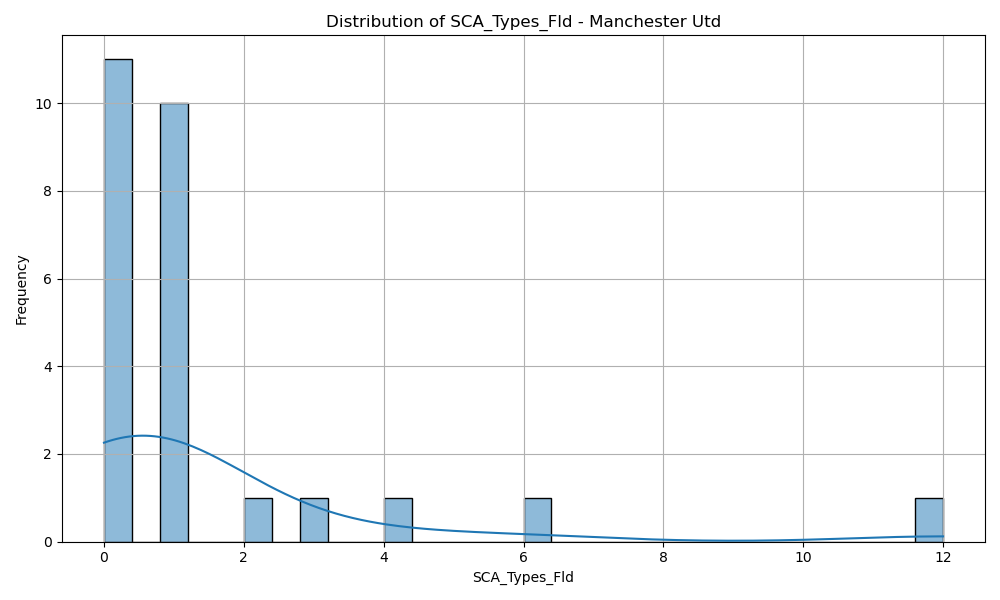 Distribution of SCA_Types_Fld - Manchester Utd
Frequency
10
8
6
4
2
0
0 2 4 6 8 10 12
SCA_Types_Fld